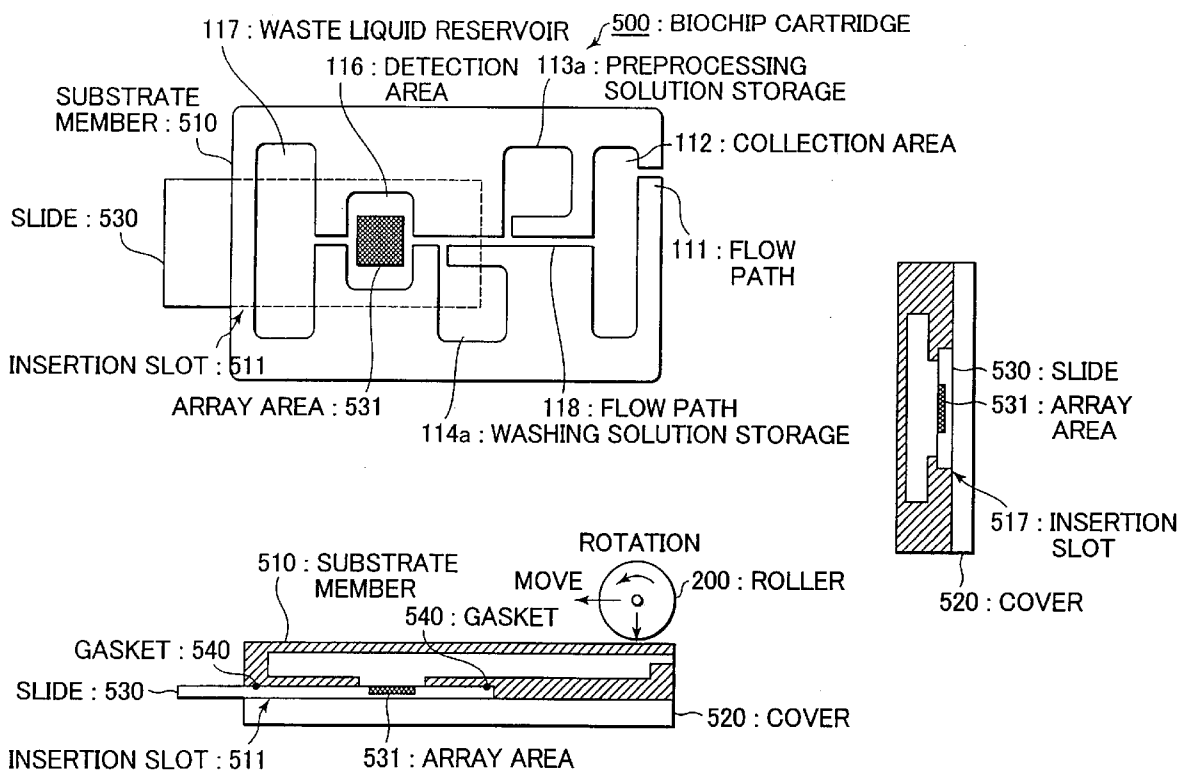 117 : WASTE LIQUID RESERVOIR
500 : BIOCHIP CARTRIDGE
116 : DETECTION
AREA
113a : PREPROCESSING
SOLUTION STORAGE
SUBSTRATE
MEMBER : 510
112 : COLLECTION AREA
SLIDE : 530
111 : FLOW
PATH
INSERTION SLOT : 511
ARRAY AREA : 531
118 : FLOW PATH
114a : WASHING SOLUTION STORAGE
530 : SLIDE
531 : ARRAY
AREA
517 : INSERTION
SLOT
520 : COVER
ROTATION
510 : SUBSTRATE
MEMBER
MOVE
200 : ROLLER
540 : GASKET
GASKET : 540
SLIDE : 530
520 : COVER
INSERTION SLOT : 511
531 : ARRAY AREA